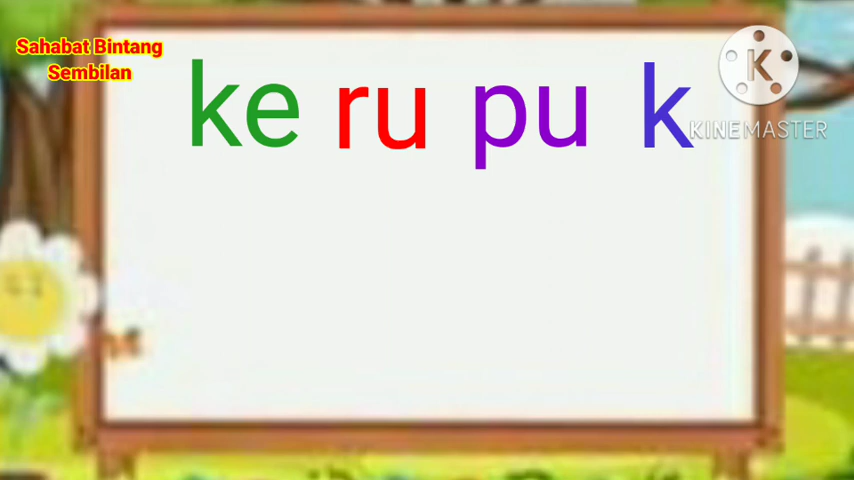 Sahabat Bintang
Sembilan
ke ru pu k
K
KINEMASTER